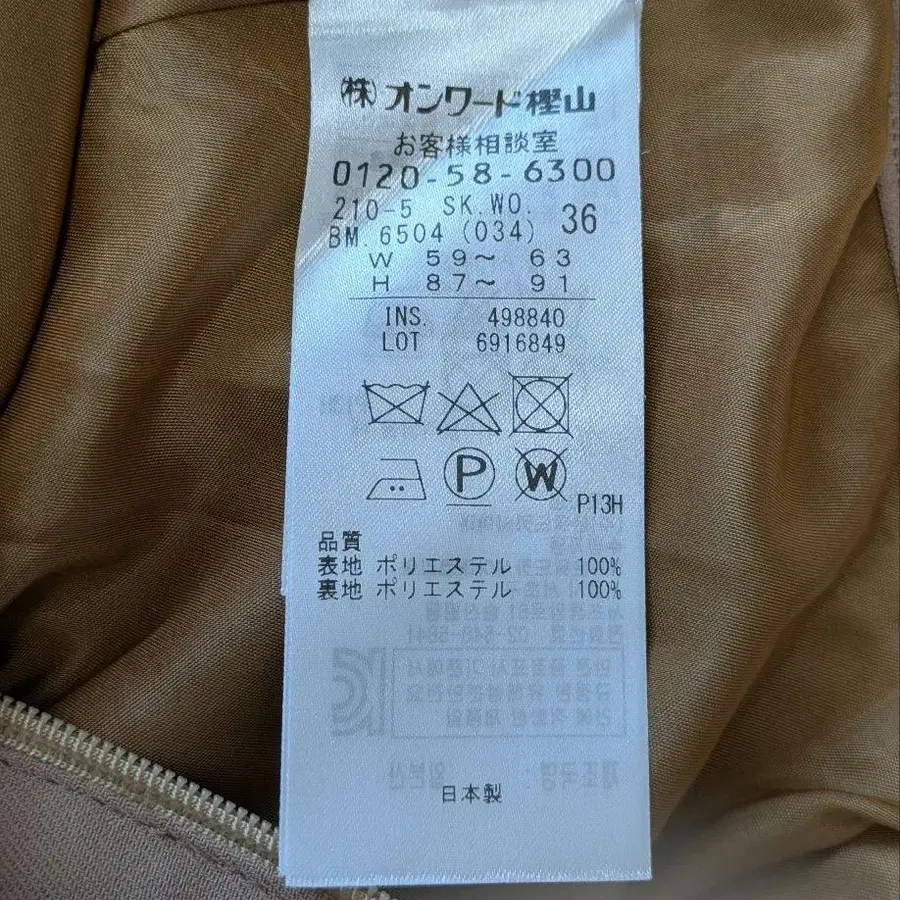 ㈱オンワード樫山
お客様相談室
0120-58-6300
210-5 SK.WO. 36
BM.6504(034)
W 59〜 63
H 87〜 91
INS. 498840
LOT 6916849
P
W
P13H
品質
表地 ポリエステル 100%
裏地 ポリエステル 100%
日本製